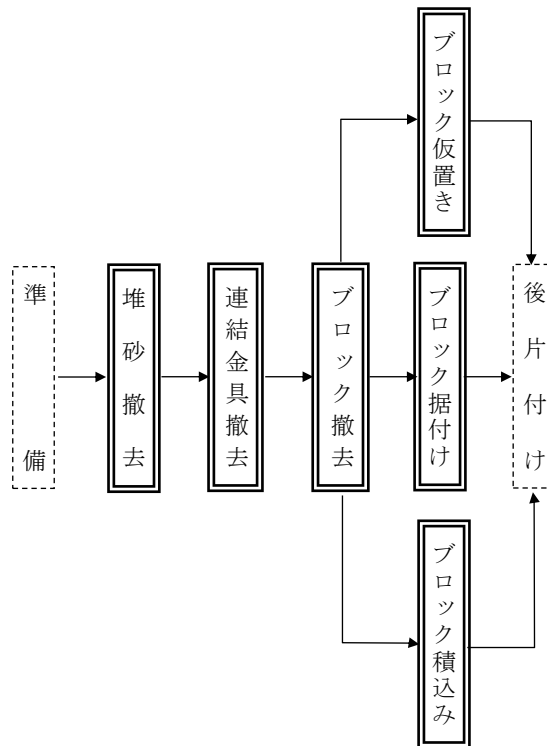 準備
堆砂撤去
連結金具撤去
ブロック撤去
ブロック仮置き
ブロック据付け
ブロック積込み
後片付け